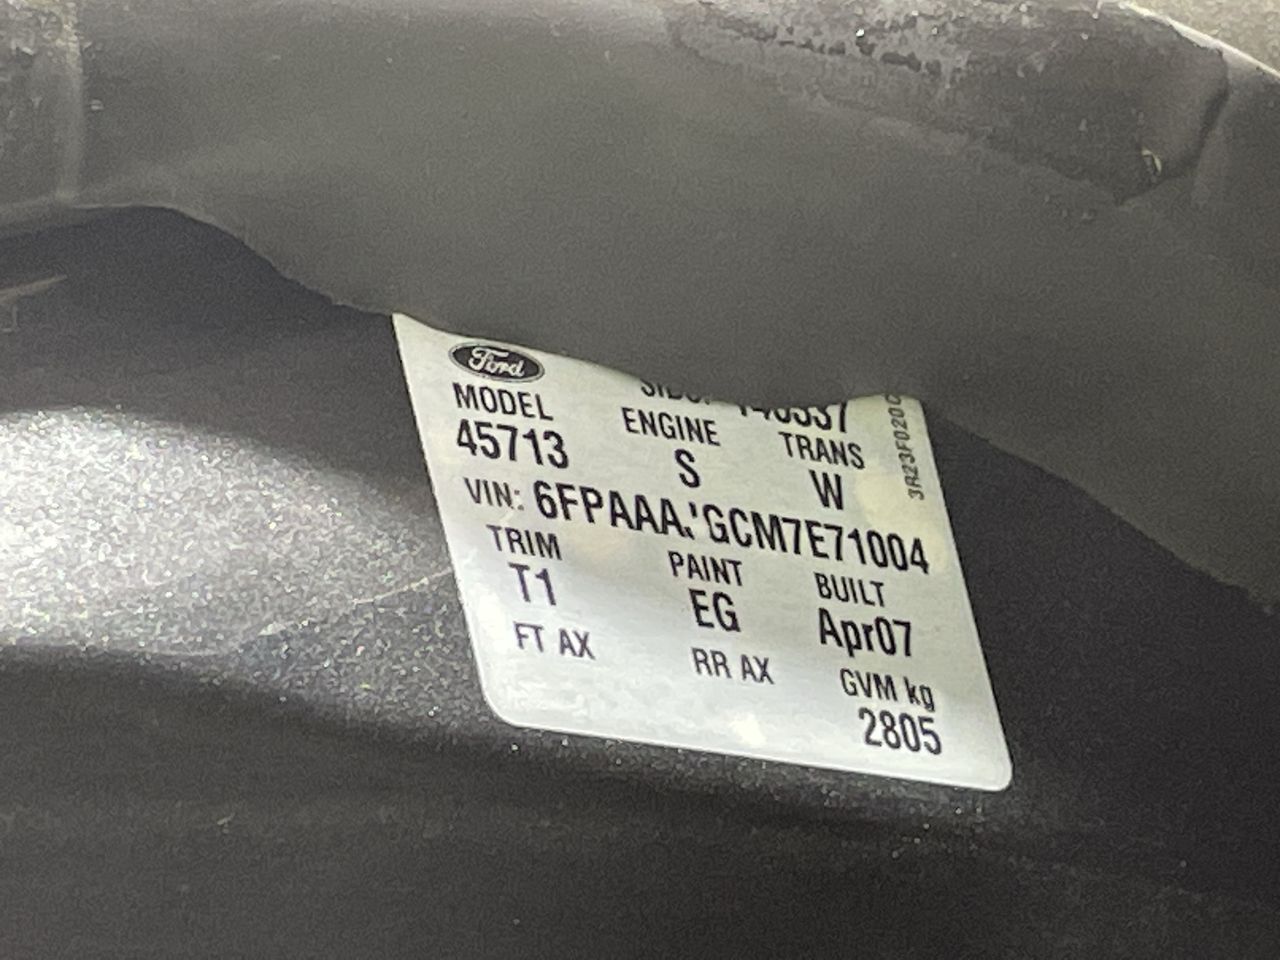 Ford
MODEL ENGINE TRANS
45713 S W
VIN: 6FPAAA 'GCM7E71004
TRIM PAINT BUILT
T1 EG Apr07
FT AX RR AX GVM kg
2805
3R23F0200